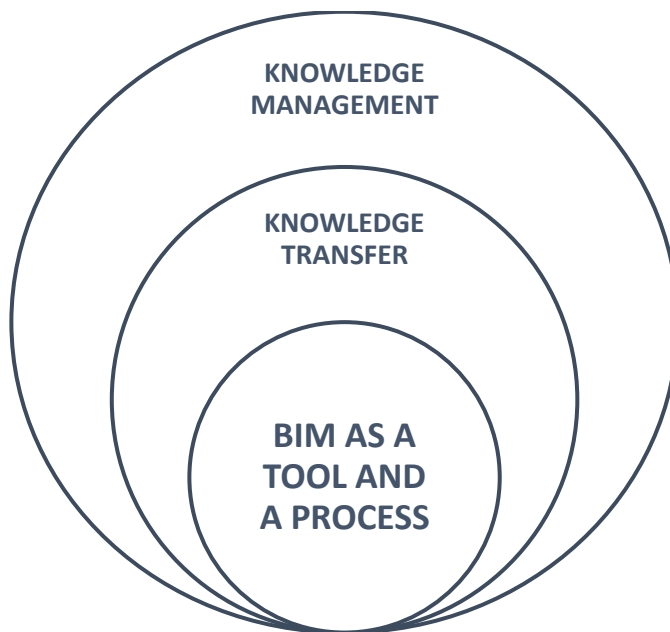 KNOWLEDGE
MANAGEMENT
KNOWLEDGE
TRANSFER
BIM AS A
TOOL AND
A PROCESS